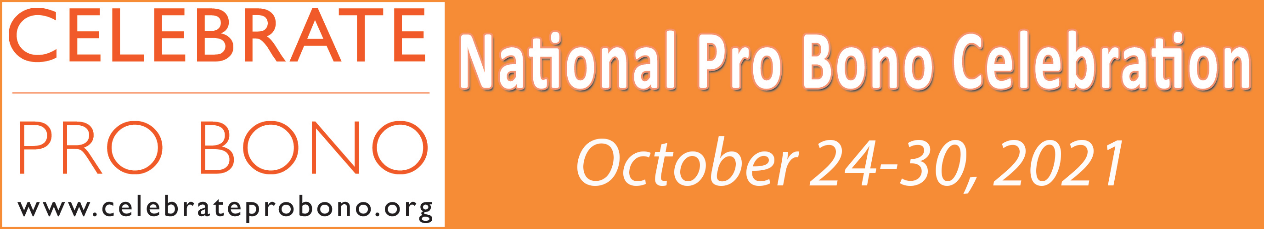 CELEBRATE
PRO BONO
www.celebrateprobono.org
National Pro Bono Celebration
October 24-30, 2021